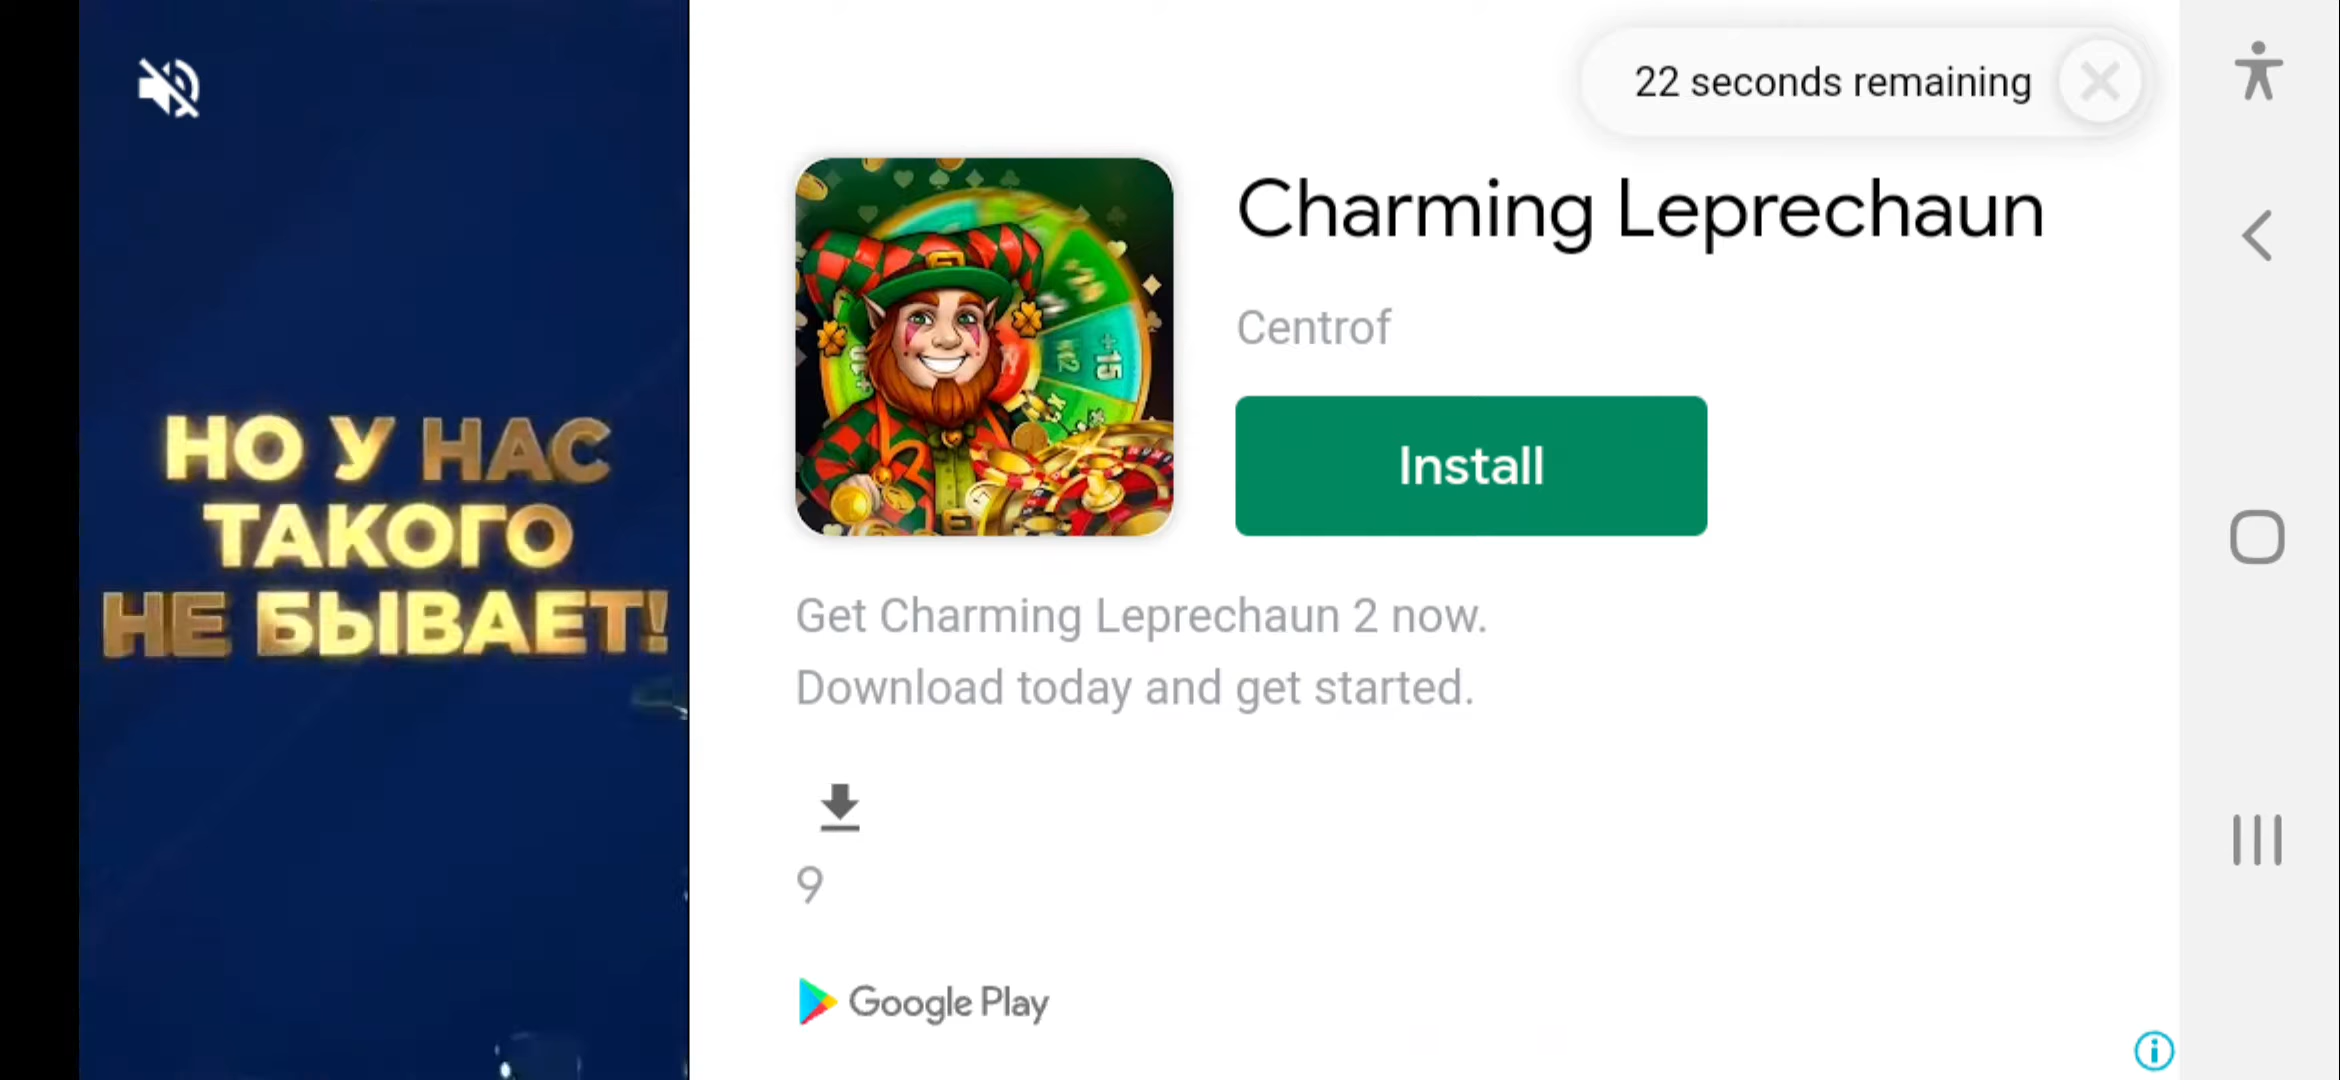 НО У НАС
ТАКОГО
НЕ БЫВАЕТ!
22 seconds remaining
Charming Leprechaun
Centrof
Install
+15
Get Charming Leprechaun 2 now.
Download today and get started.
9
Google Play